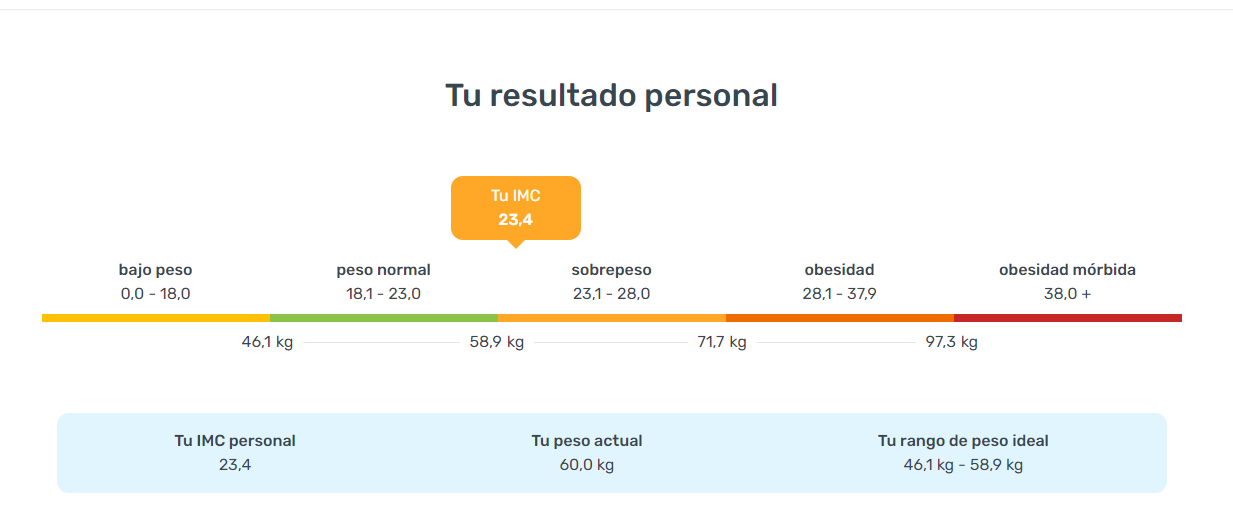 Tu resultado personal
Tu IMC
23,4
bajo peso peso normal sobrepeso obesidad obesidad mórbida
0,0 - 18,0 18,1 - 23,0 23,1 - 28,0 28,1 - 37,9 38,0 +
46,1 kg 58,9 kg 71,7 kg 97,3 kg
Tu IMC personal Tu peso actual Tu rango de peso ideal
23,4 60,0 kg 46,1 kg - 58,9 kg